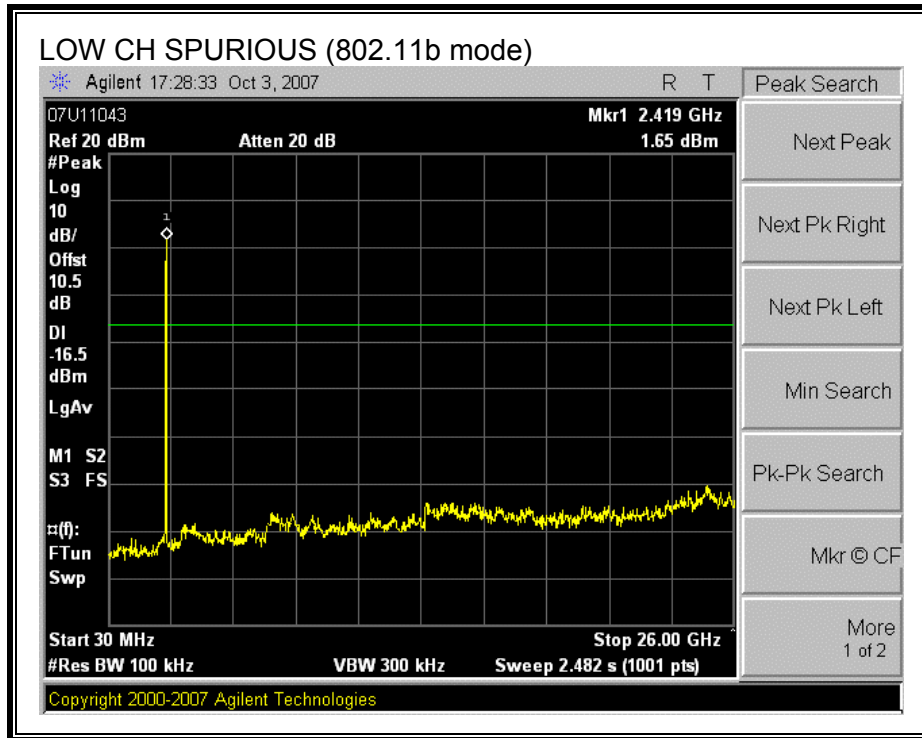 LOW CH SPURIOUS (802.11b mode)
Agilent 17:28:33 Oct 3, 2007 R T
07U11043 Mkr1 2.419 GHz
Ref 20 dBm Atten 20 dB 1.65 dBm
#Peak
Log
10
dB/
Offst
10.5
dB
DI
-16.5
dBm
LgAv
M1 S2
S3 FS
¤(f):
FTun
Swp
1
Start 30 MHz Stop 26.00 GHz ^
#Res BW 100 kHz VBW 300 kHz Sweep 2.482 s (1001 pts)
Copyright 2000-2007 Agilent Technologies
Peak Search
Next Peak
Next Pk Right
Next Pk Left
Min Search
Pk-Pk Search
Mkr © CF
More
1 of 2